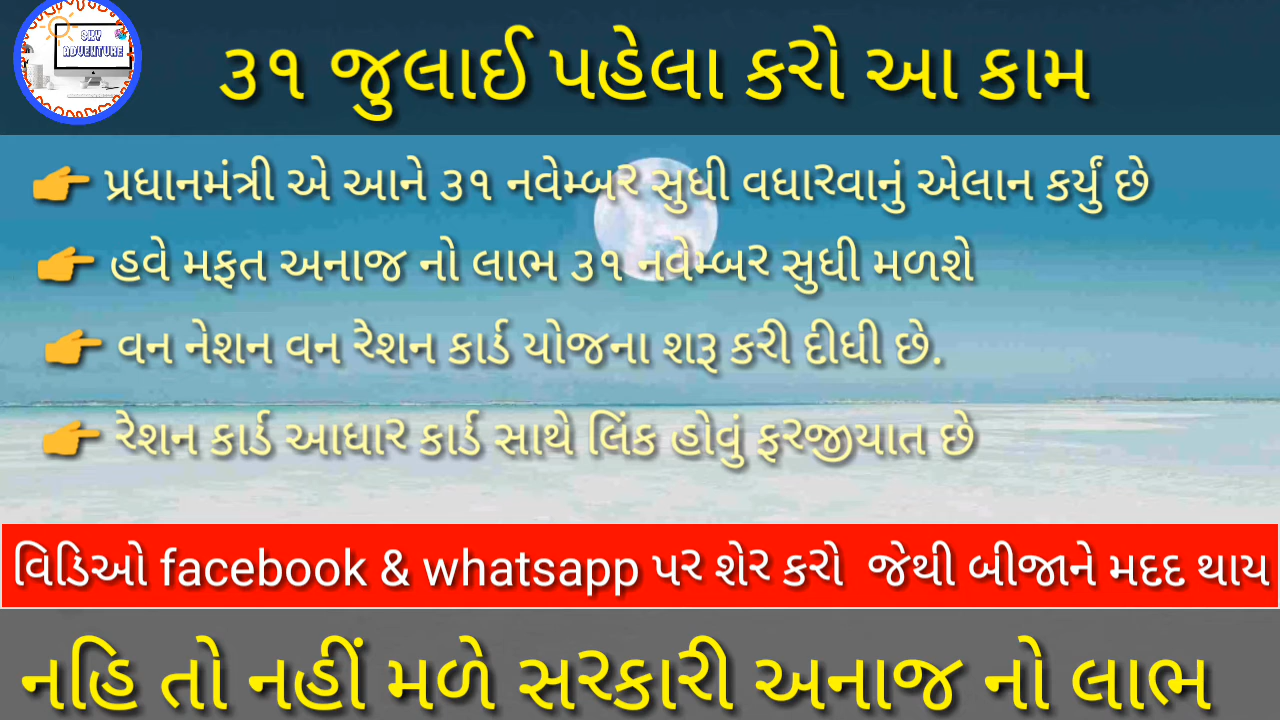 SKY
ADVENTURE
૩૧ જુલાઈ પહેલા કરો આ કામ
👉 પ્રધાનમંત્રી એ આને ૩૧ નવેમ્બર સુધી વધારવાનું એલાન કર્યું છે
👉 હવે મફત અનાજ નો લાભ ૩૧ નવેમ્બર સુધી મળશે
👉 વન નેશન વન રેશન કાર્ડ યોજના શરૂ કરી દીધી છે.
👉 રેશન કાર્ડ આધાર કાર્ડ સાથે લિંક હોવું ફરજીયાત છે
વિડિઓ facebook & whatsapp પર શેર કરો જેથી બીજાને મદદ થાય
નહિ તો નહીં મળે સરકારી અનાજ નો લાભ